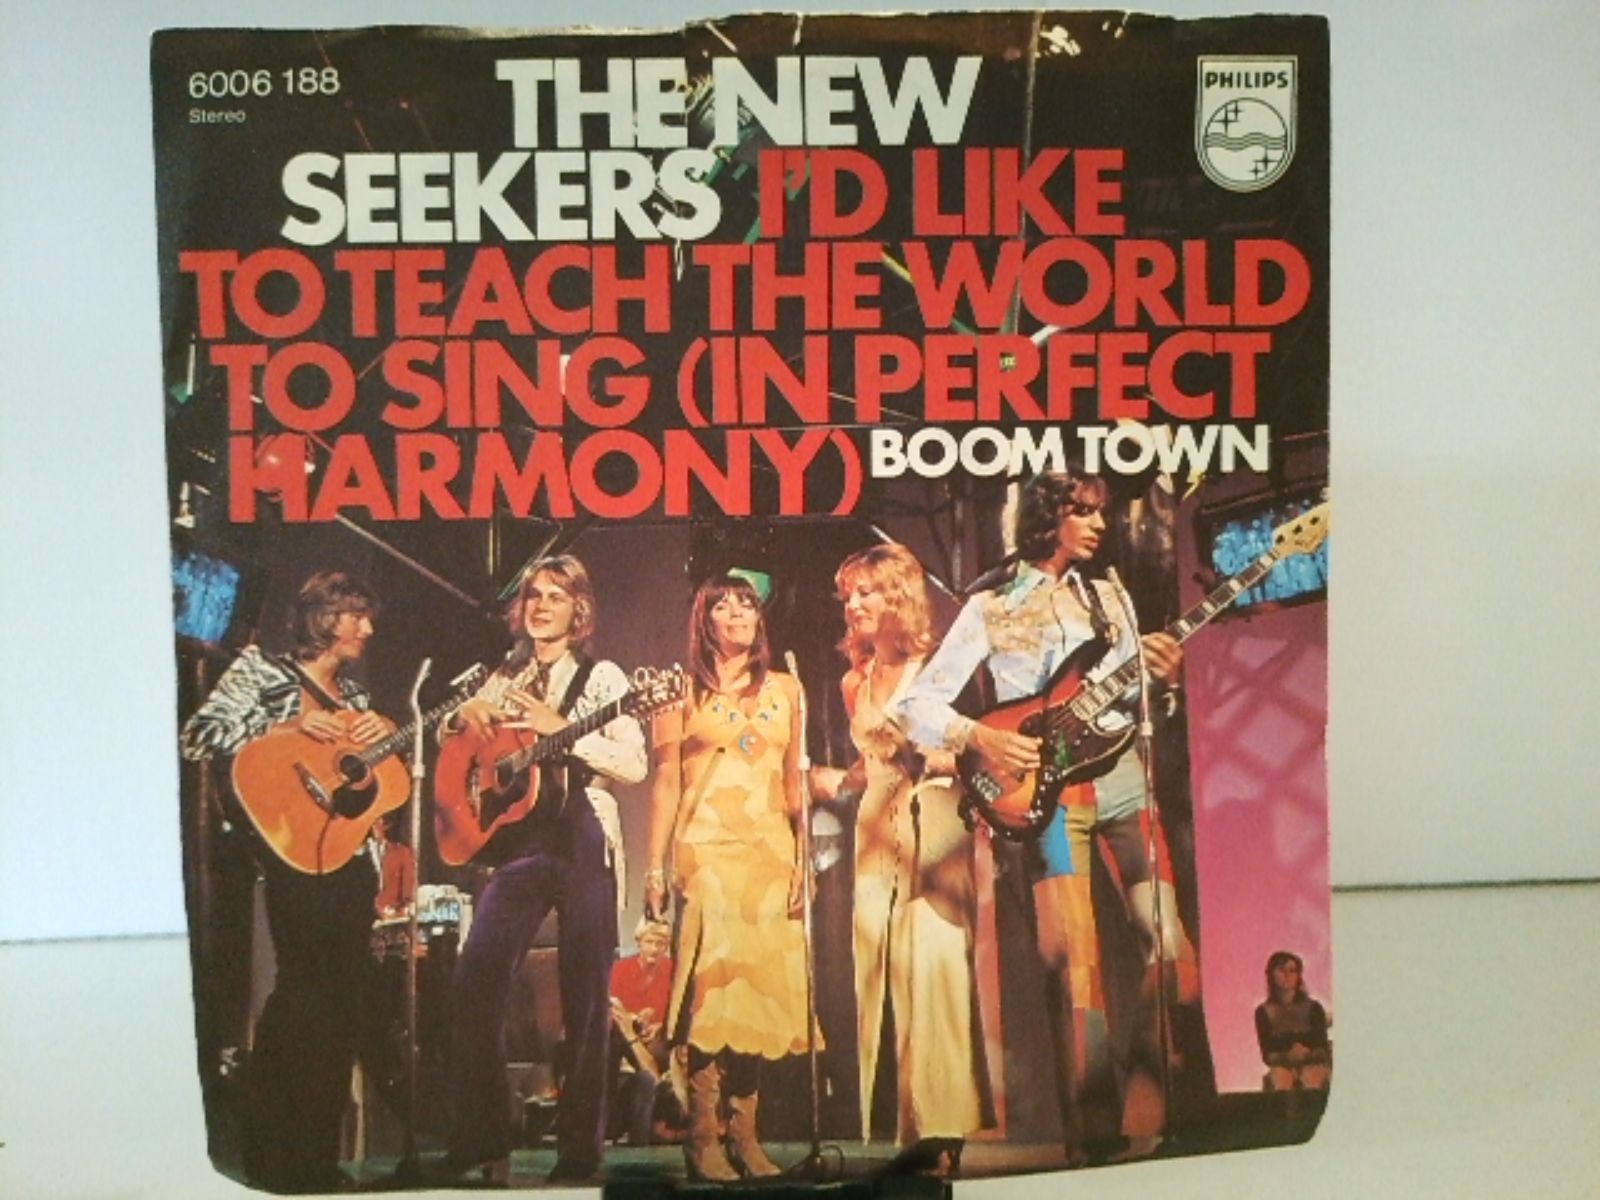 6006 188
Stereo
THE NEW
PHILIPS
SEEKERS I'D LIKE
TO TEACH THE WORLD
TO SING (IN PERFECT
HARMONY) BOOM TOWN